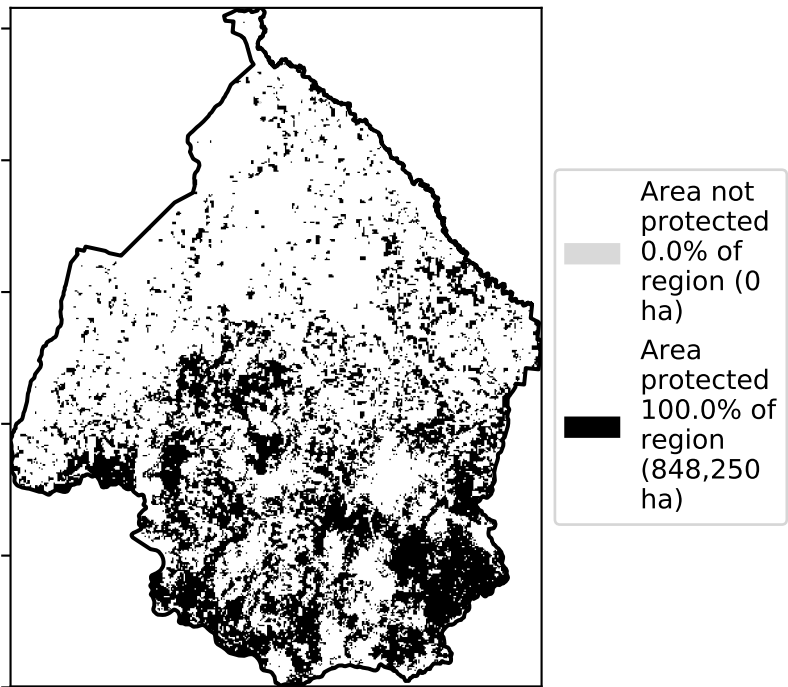 Area not
protected
0.0% of
region (0
ha)
Area
protected
100.0% of
region
(848,250
ha)